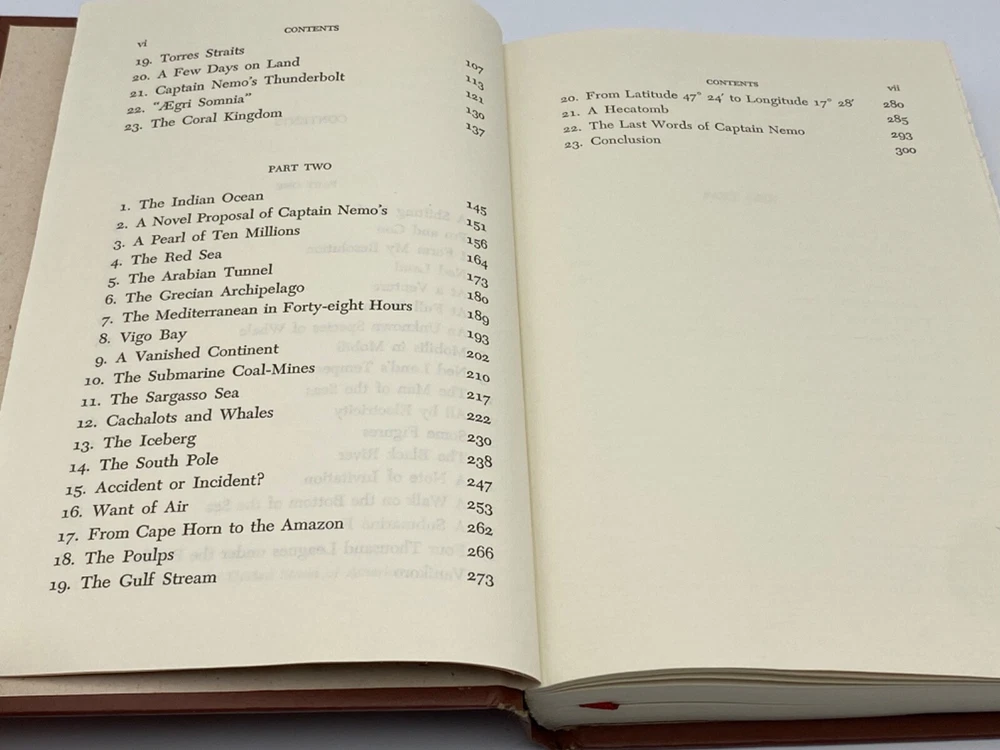 vi CONTENTS
19. Torres Straits 107
20. A Few Days on Land 113
21. Captain Nemo's Thunderbolt 121
22. "Ægri Somnia" 130
23. The Coral Kingdom 137
PART TWO
1. The Indian Ocean 145
2. A Novel Proposal of Captain Nemo's 151
3. A Pearl of Ten Millions 156
4. The Red Sea 164
5. The Arabian Tunnel 173
6. The Grecian Archipelago 180
7. The Mediterranean in Forty-eight Hours 189
8. Vigo Bay 193
9. A Vanished Continent 202
10. The Submarine Coal-Mines 210
11. The Sargasso Sea 217
12. Cachalots and Whales 222
13. The Iceberg 230
14. The South Pole 238
15. Accident or Incident? 247
16. Want of Air 253
17. From Cape Horn to the Amazon 262
18. The Poulps 266
19. The Gulf Stream 273
CONTENTS vii
20. From Latitude 47° 24′ to Longitude 17° 28′ 280
21. A Hecatomb 285
22. The Last Words of Captain Nemo 293
23. Conclusion 300